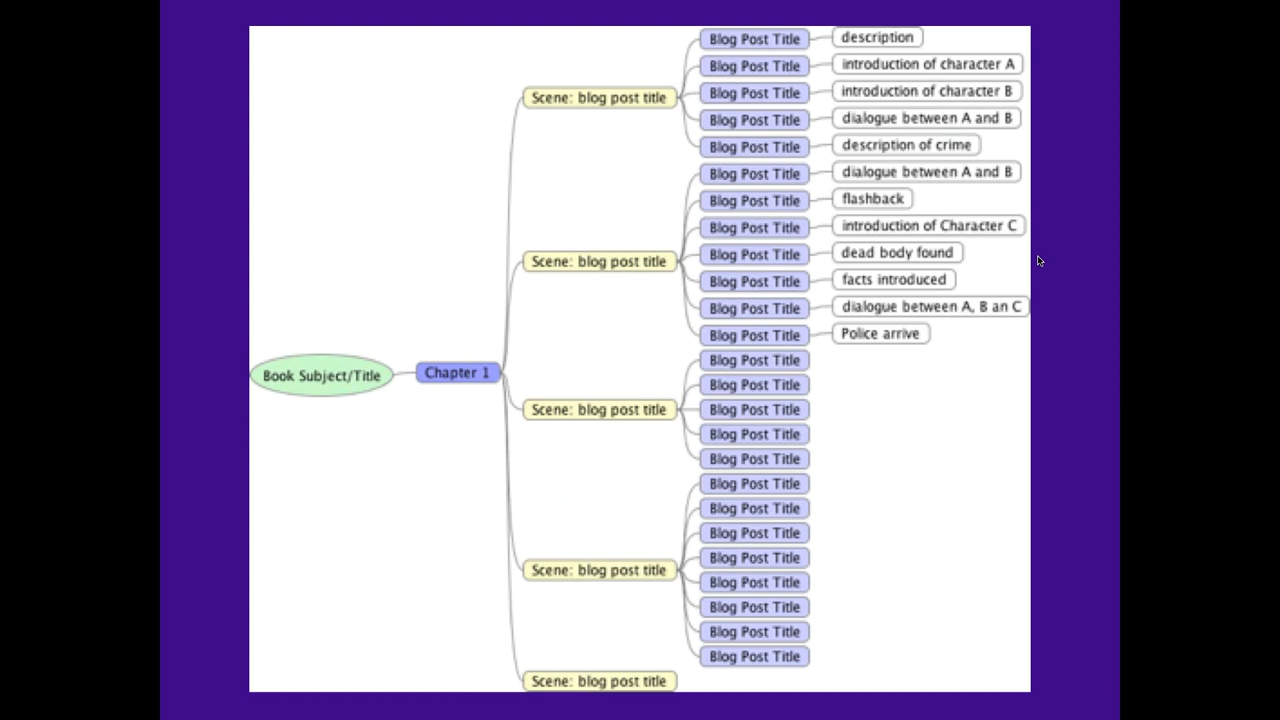 Book Subject/Title
Chapter 1
Scene: blog post title
Blog Post Title
description
Blog Post Title
introduction of character A
Blog Post Title
introduction of character B
Blog Post Title
dialogue between A and B
Blog Post Title
description of crime
Scene: blog post title
Blog Post Title
dialogue between A and B
Blog Post Title
flashback
Blog Post Title
introduction of Character C
Blog Post Title
dead body found
Blog Post Title
facts introduced
Blog Post Title
dialogue between A, B an C
Blog Post Title
Police arrive
Scene: blog post title
Blog Post Title
Blog Post Title
Blog Post Title
Blog Post Title
Blog Post Title
Scene: blog post title
Blog Post Title
Blog Post Title
Blog Post Title
Blog Post Title
Blog Post Title
Blog Post Title
Blog Post Title
Blog Post Title
Scene: blog post title